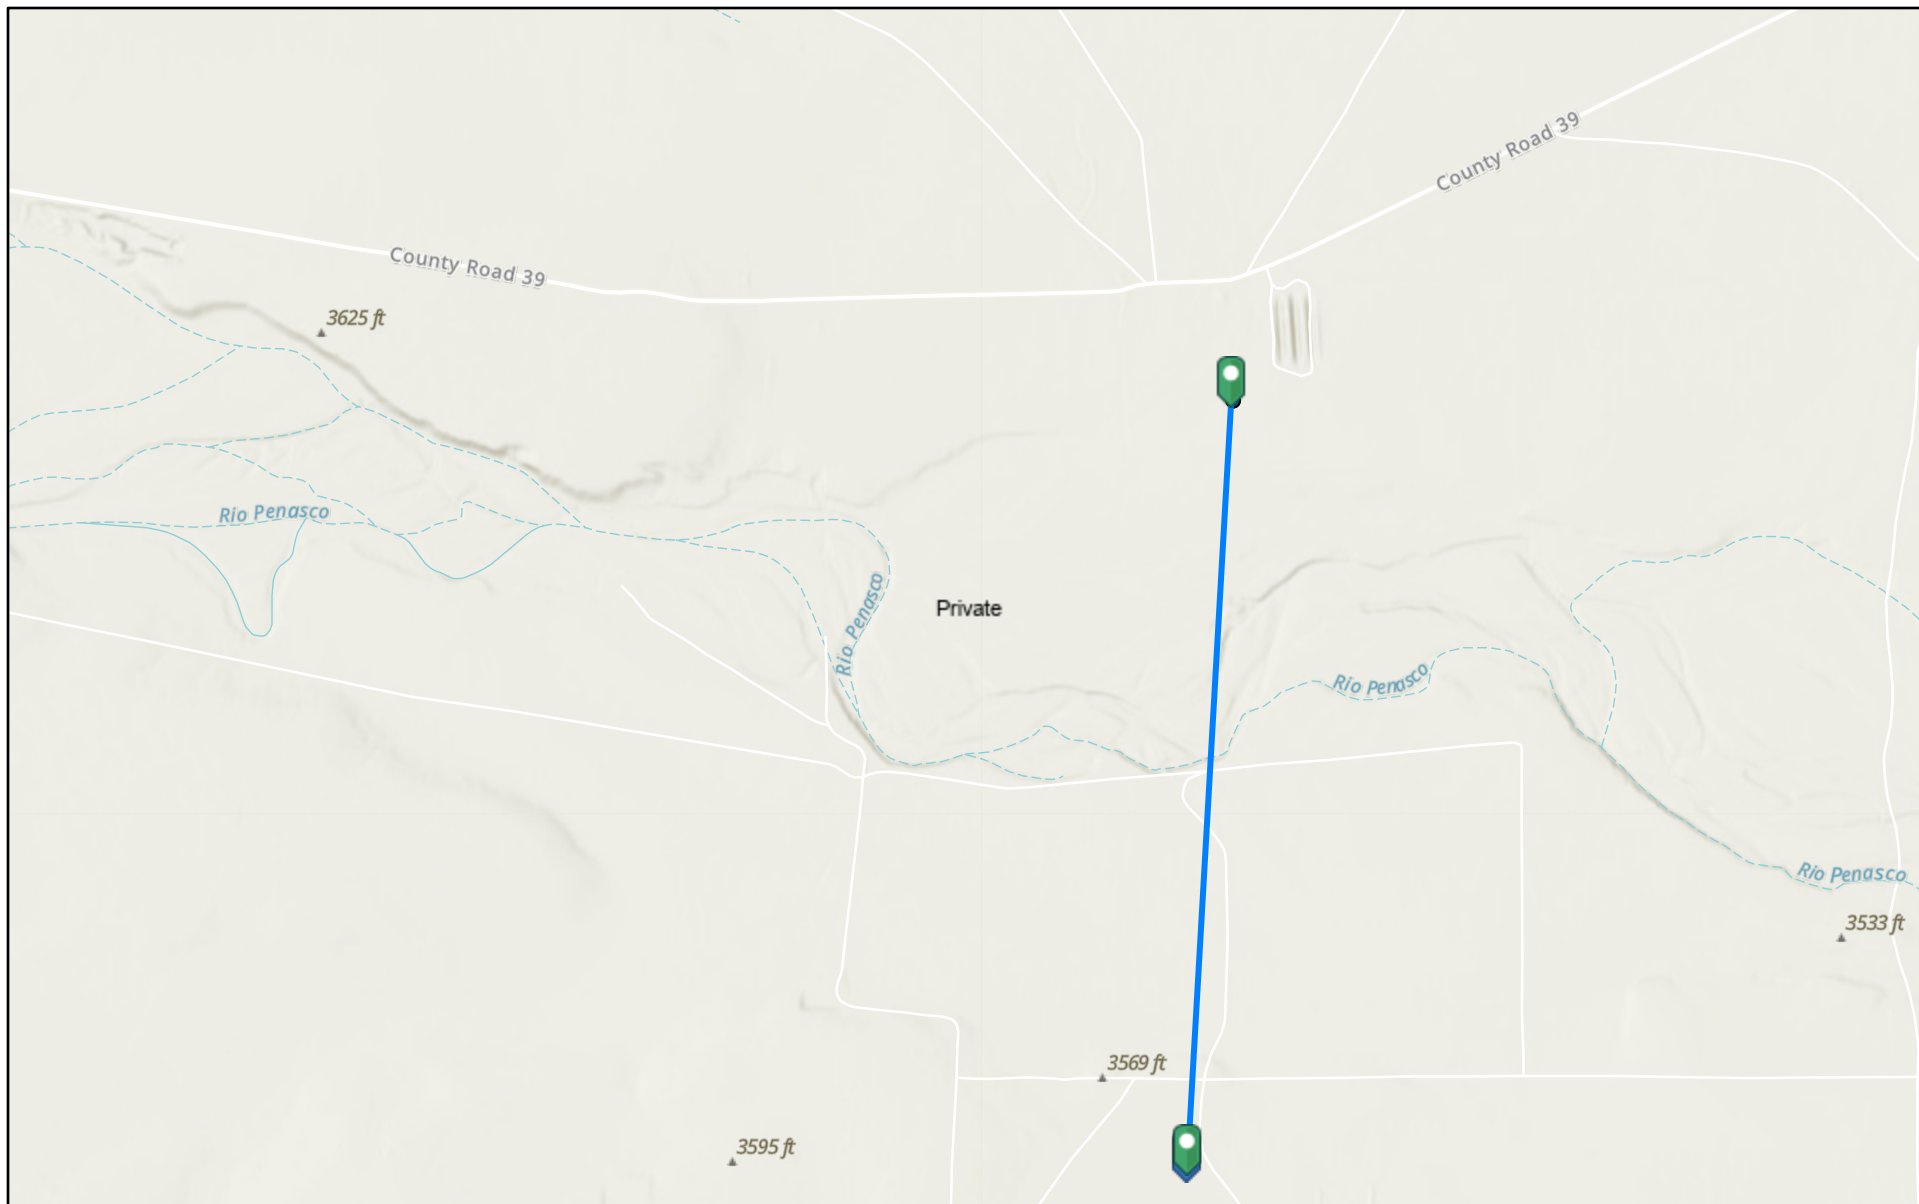 County Road 39
County Road 39
3625 ft
Rio Penasco
Rio Penasco
Private
Rio Penasco
Rio Penasco
3533 ft
3569 ft
3595 ft